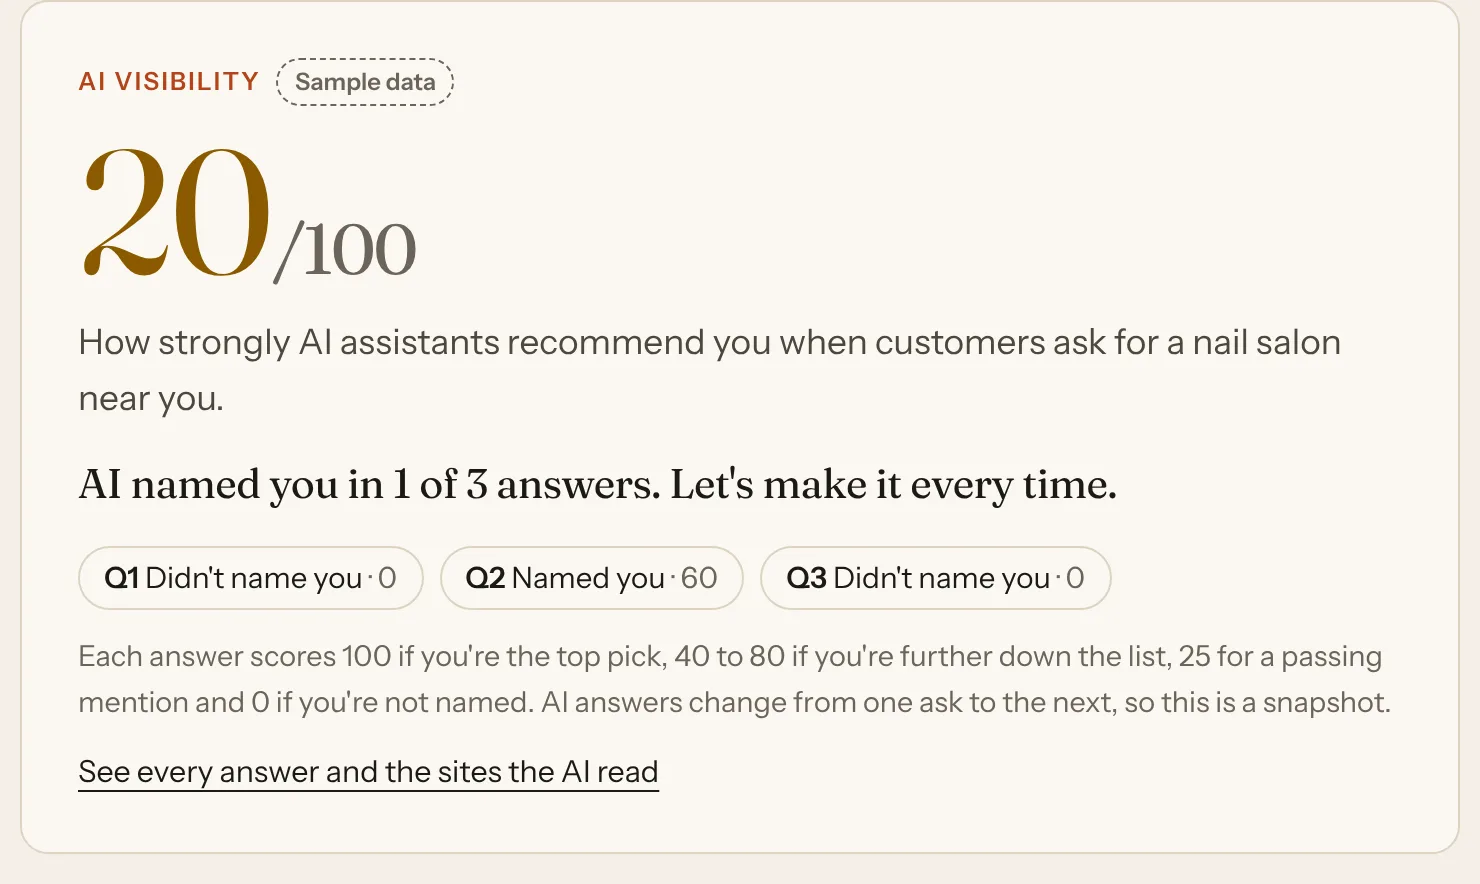 AI VISIBILITY Sample data
20/100
How strongly AI assistants recommend you when customers ask for a nail salon
near you.
AI named you in 1 of 3 answers. Let's make it every time.
Q1 Didn't name you · 0 Q2 Named you · 60 Q3 Didn't name you · 0
Each answer scores 100 if you're the top pick, 40 to 80 if you're further down the list, 25 for a passing
mention and 0 if you're not named. AI answers change from one ask to the next, so this is a snapshot.
See every answer and the sites the AI read